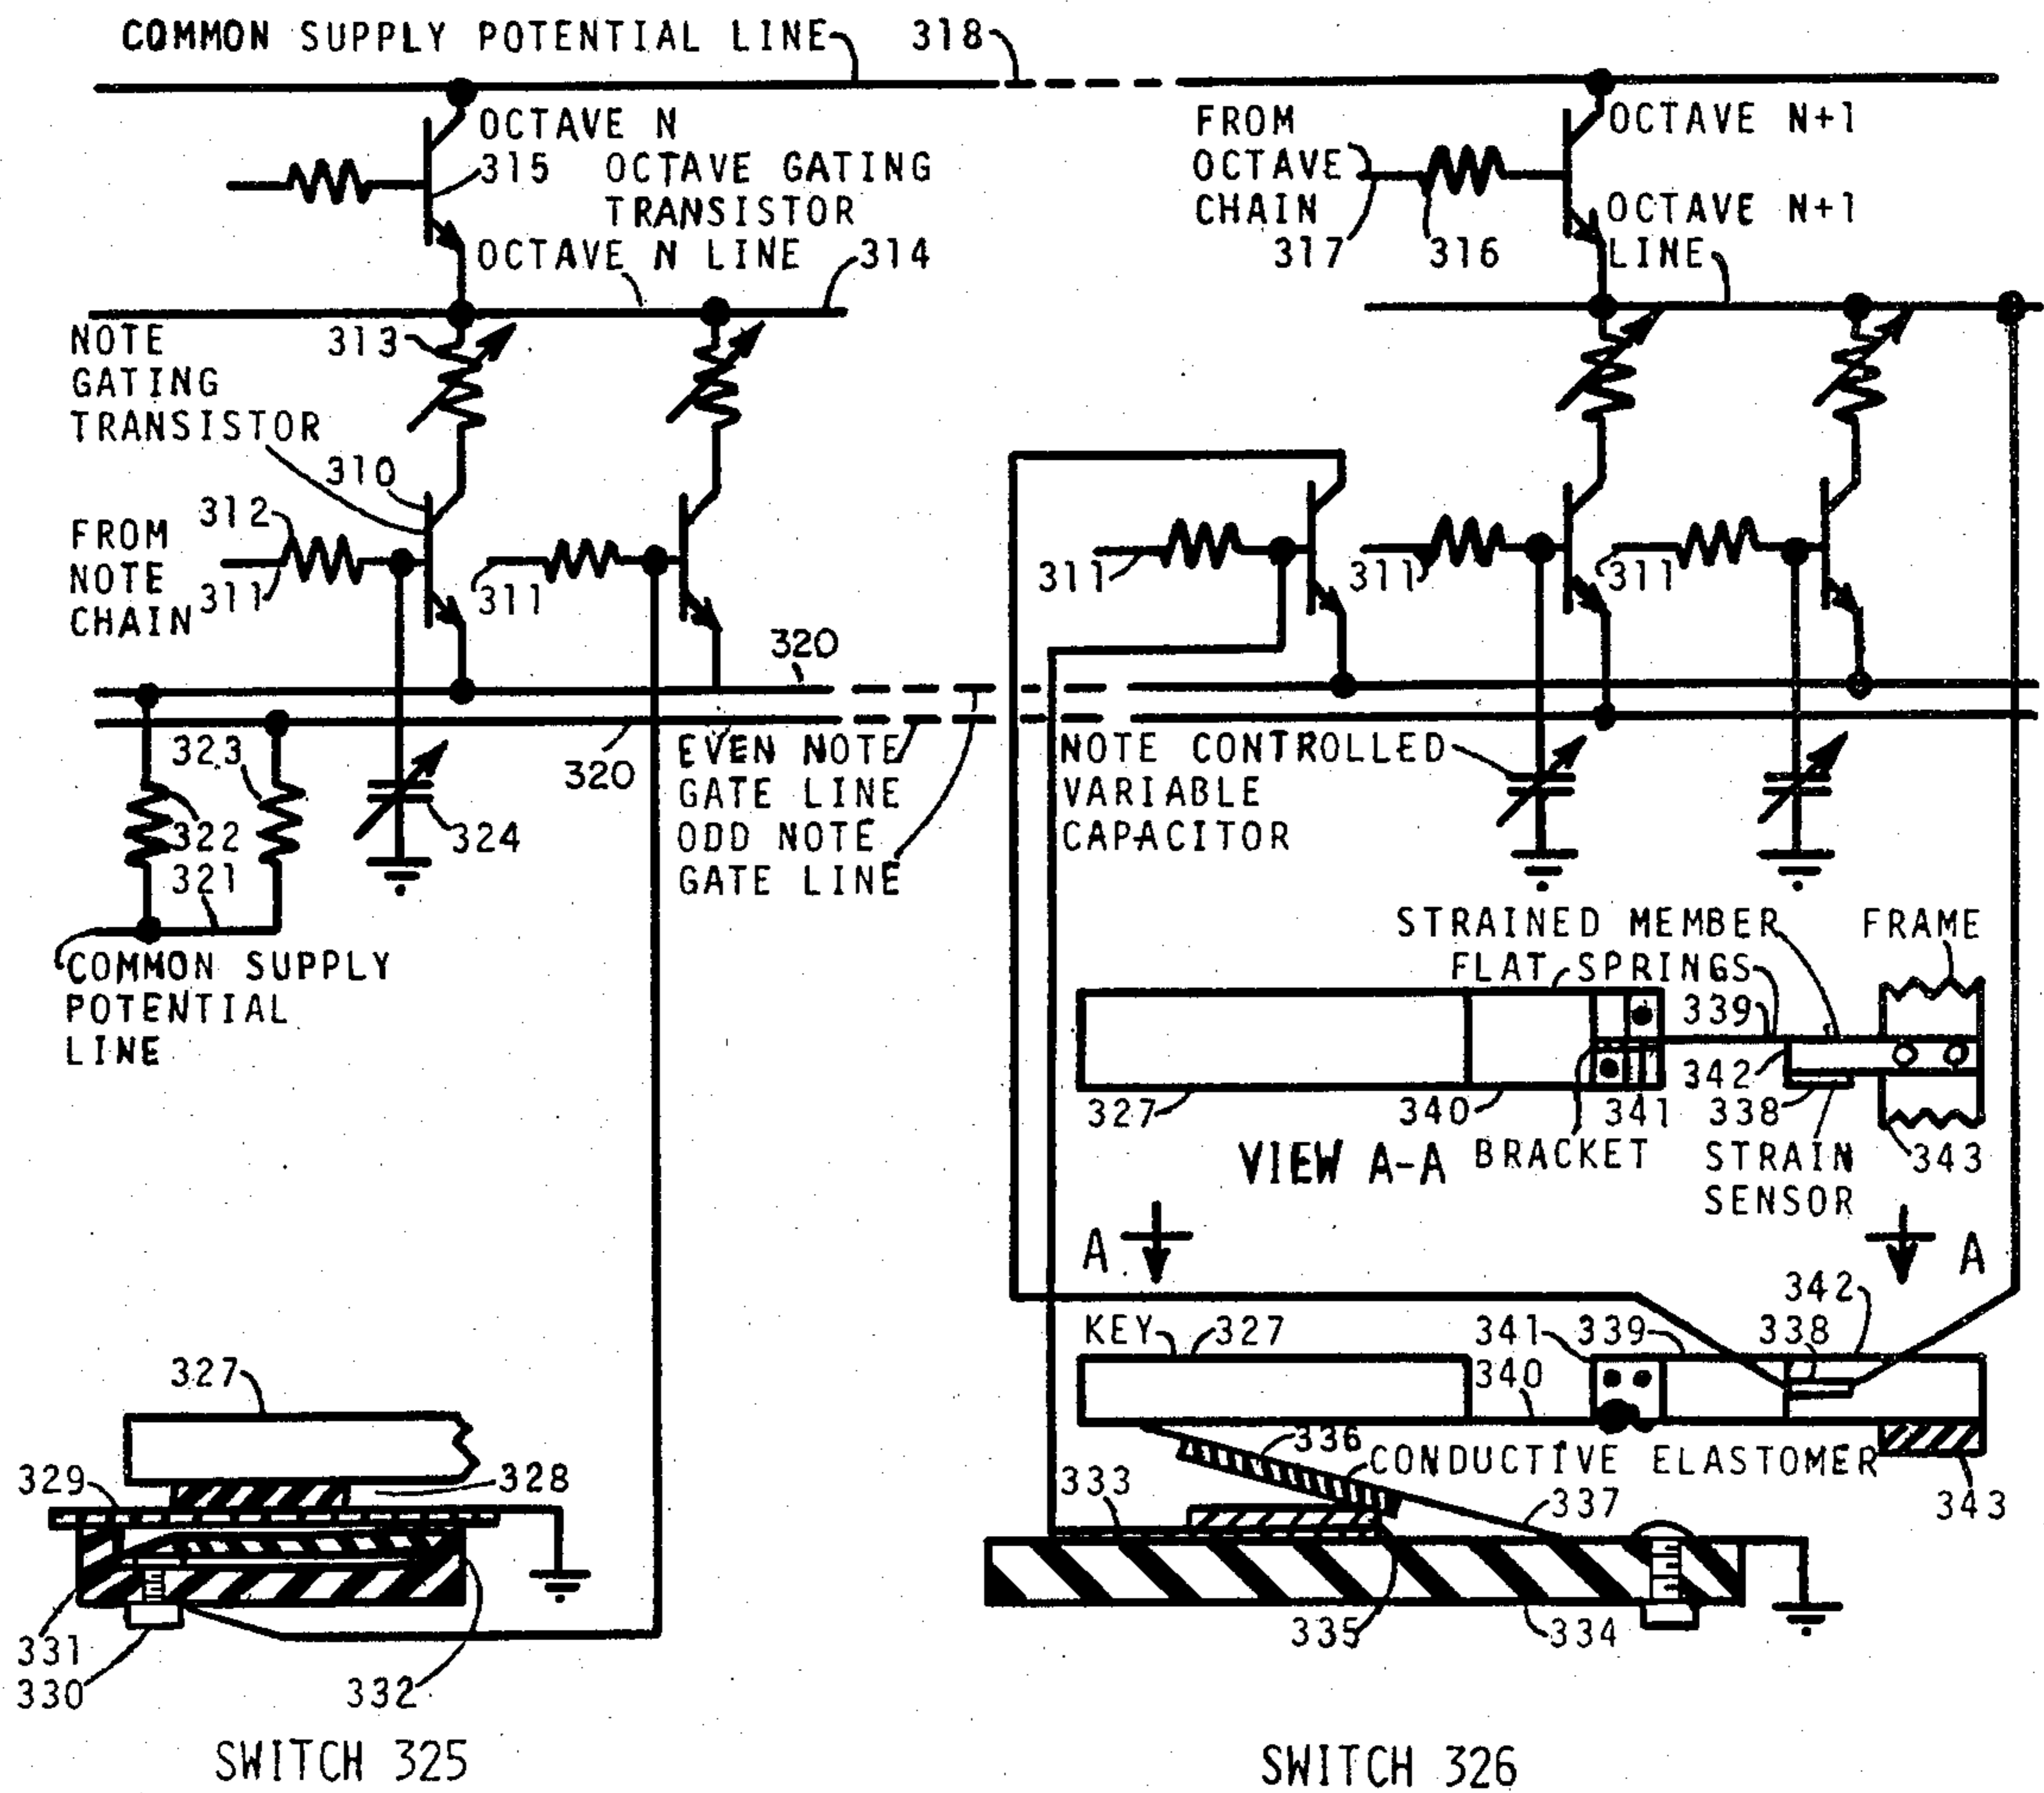 COMMON SUPPLY POTENTIAL LINE 318
OCTAVE N
315 OCTAVE GATING
TRANSISTOR
OCTAVE N LINE 314
FROM
OCTAVE
CHAIN
317 316
OCTAVE N+1
OCTAVE N+1
LINE
NOTE
GATING
TRANSISTOR
313
310
312
FROM
NOTE
CHAIN
311
311
311
311
311
320
320
323
322
321
324
EVEN NOTE
GATE LINE
ODD NOTE
GATE LINE
NOTE CONTROLLED
VARIABLE
CAPACITOR
COMMON SUPPLY
POTENTIAL
LINE
STRAINED MEMBER
FLAT SPRINGS
FRAME
339
342
338
327
340
341
BRACKET
STRAIN
SENSOR
343
VIEW A-A
A
A
342
KEY 327
341 339 338
340
336
CONDUCTIVE ELASTOMER
333
337
343
335
334
327
329
328
331
330
332
SWITCH 325
SWITCH 326